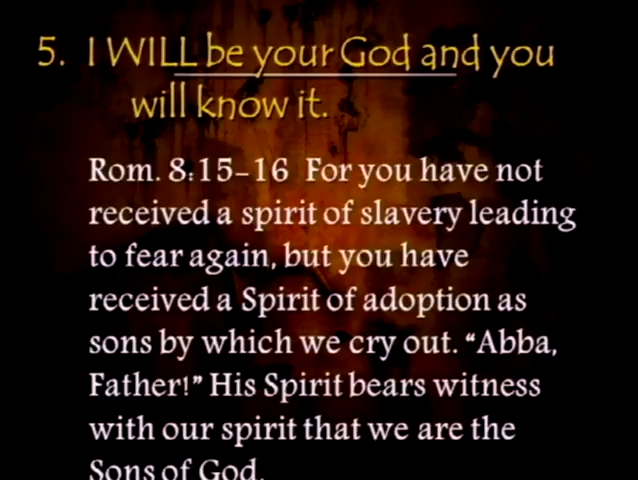 5. I WILL be your God and you
will know it.
Rom. 8:15-16 For you have not
received a spirit of slavery leading
to fear again, but you have
received a Spirit of adoption as
sons by which we cry out. "Abba,
Father!" His Spirit bears witness
with our spirit that we are the
Sons of God.